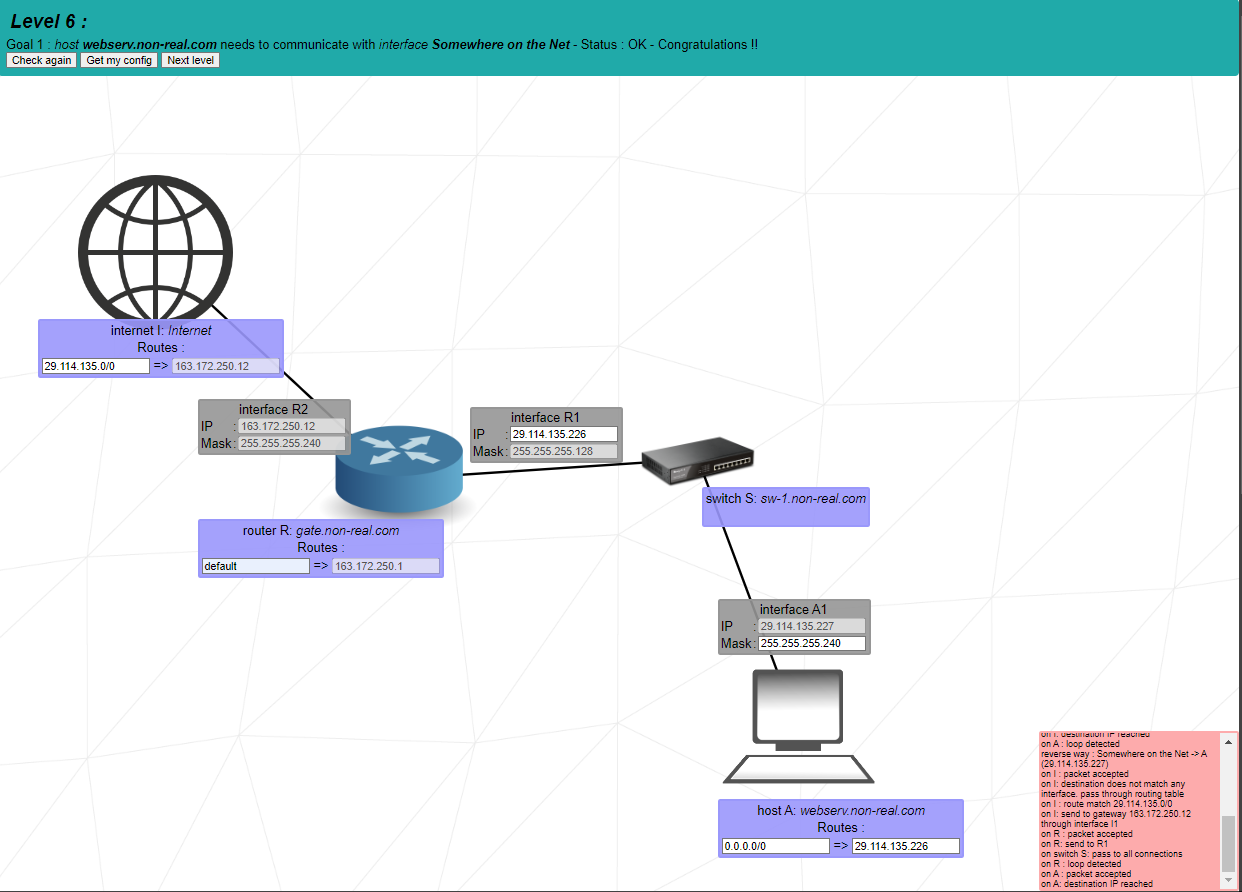 Level 6 :
Goal 1 : host webserv.non-real.com needs to communicate with interface Somewhere on the Net - Status : OK - Congratulations !!
Check again Get my config Next level
internet I: Internet
Routes :
29.114.135.0/0 => 163.172.250.12
interface R2
IP : 163.172.250.12
Mask : 255.255.255.240
interface R1
IP : 29.114.135.226
Mask : 255.255.255.128
switch S: sw-1.non-real.com
router R: gate.non-real.com
Routes :
default => 163.172.250.1
interface A1
IP : 29.114.135.227
Mask : 255.255.255.240
host A: webserv.non-real.com
Routes :
0.0.0.0/0 => 29.114.135.226
on I: destination IP reached
on A : loop detected
reverse way : Somewhere on the Net -> A
(29.114.135.227)
on I : packet accepted
on I: destination does not match any
interface. pass through routing table
on I : route match 29.114.135.0/0
on I: send to gateway 163.172.250.12
through interface I1
on R : packet accepted
on R: send to R1
on switch S: pass to all connections
on R : loop detected
on A : packet accepted
on A: destination IP reached